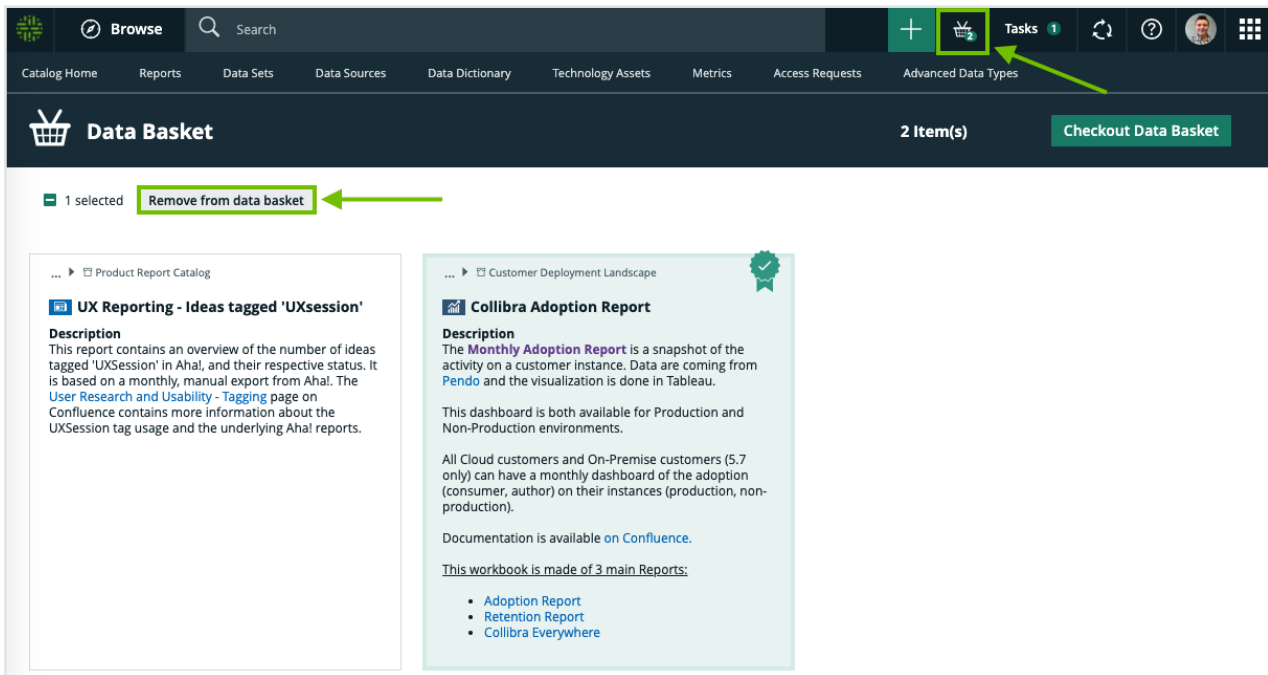 Browse
Search
2
Tasks 1
?
Catalog Home Reports Data Sets Data Sources Data Dictionary Technology Assets Metrics Access Requests Advanced Data Types
Data Basket
2 Item(s)
Checkout Data Basket
1 selected
Remove from data basket
... Product Report Catalog
UX Reporting - Ideas tagged 'UXsession'
Description
This report contains an overview of the number of ideas
tagged 'UXSession' in Aha!, and their respective status. It
is based on a monthly, manual export from Aha!. The
User Research and Usability - Tagging page on
Confluence contains more information about the
UXSession tag usage and the underlying Aha! reports.
... Customer Deployment Landscape
Collibra Adoption Report
Description
The Monthly Adoption Report is a snapshot of the
activity on a customer instance. Data are coming from
Pendo and the visualization is done in Tableau.
This dashboard is both available for Production and
Non-Production environments.
All Cloud customers and On-Premise customers (5.7
only) can have a monthly dashboard of the adoption
(consumer, author) on their instances (production, non-
production).
Documentation is available on Confluence.
This workbook is made of 3 main Reports:
• Adoption Report
• Retention Report
• Collibra Everywhere